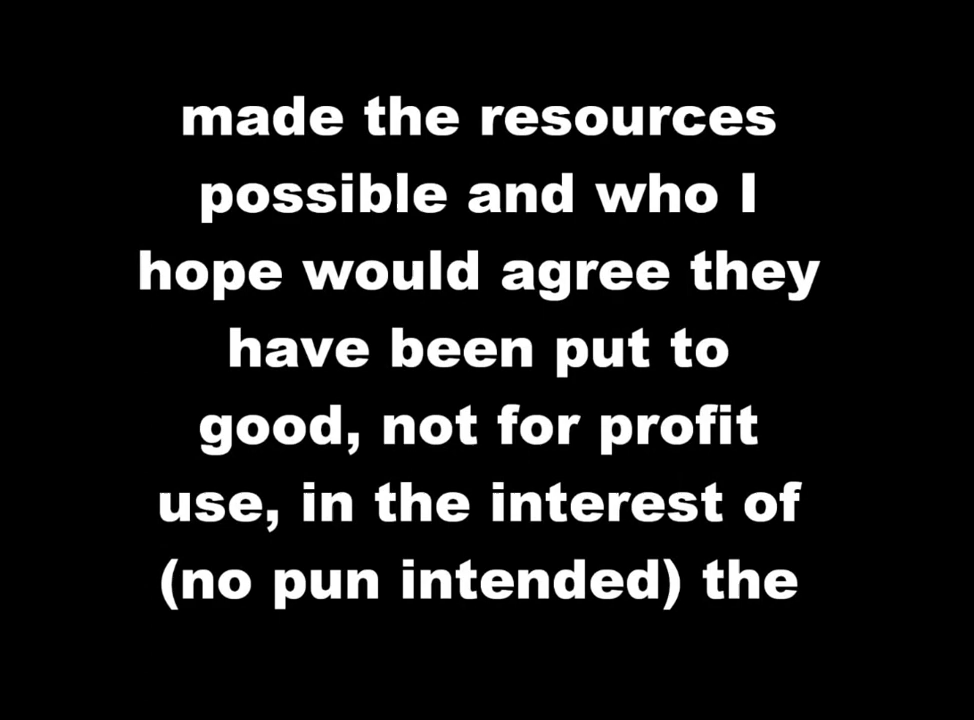 made the resources
possible and who I
hope would agree they
have been put to
good, not for profit
use, in the interest of
(no pun intended) the